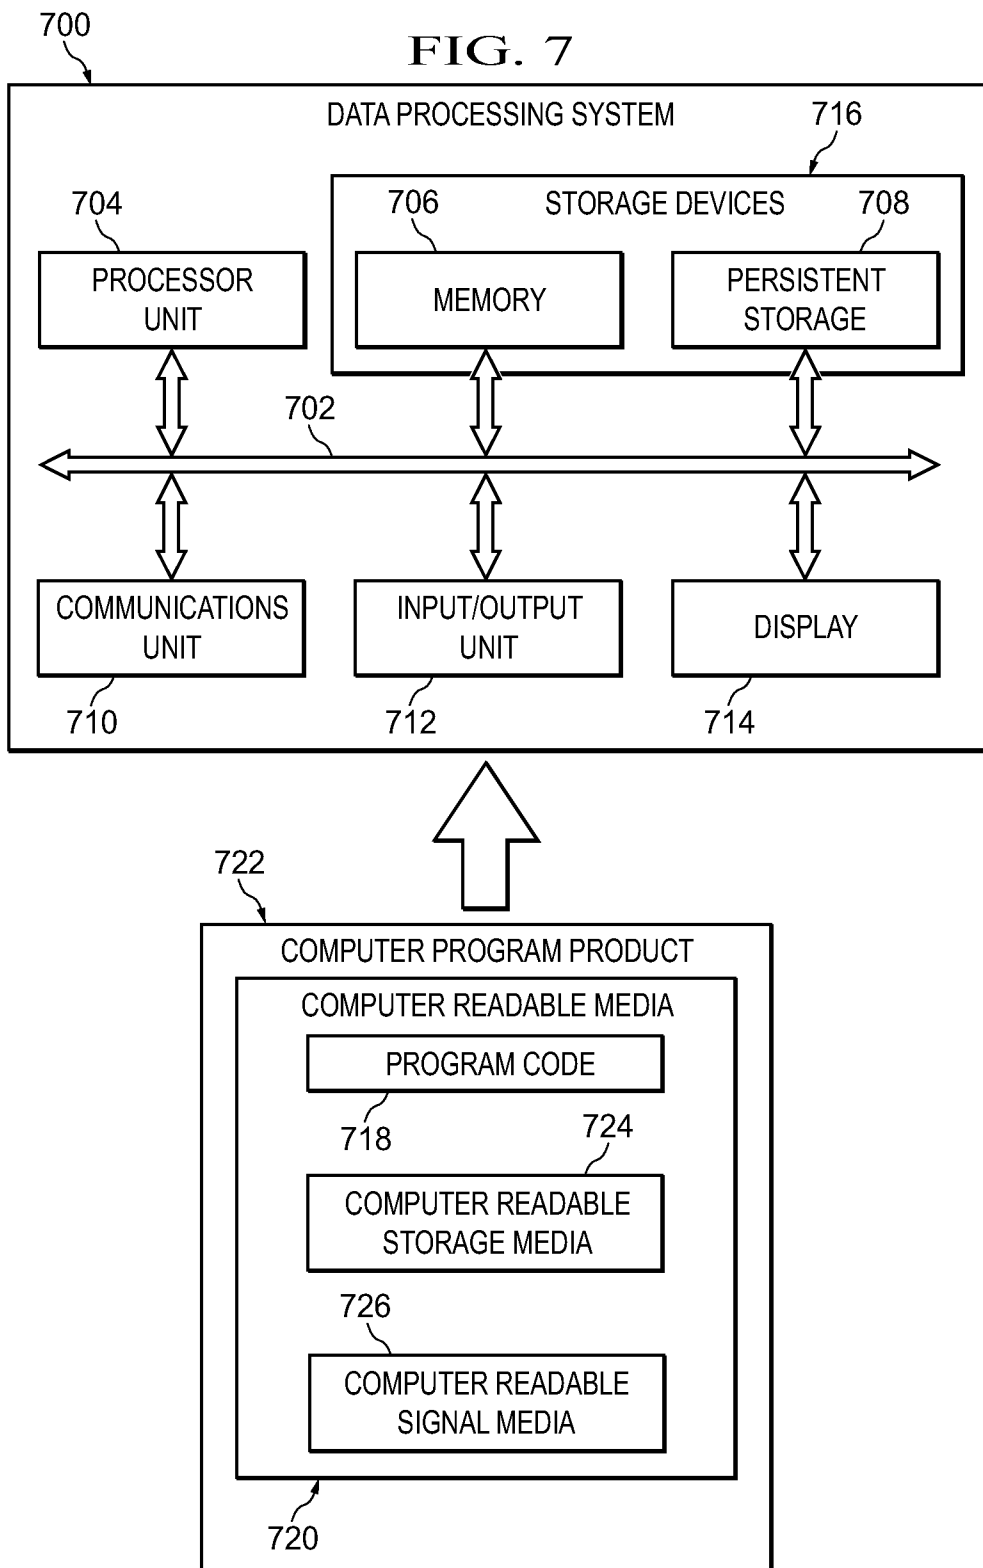 700
FIG. 7
DATA PROCESSING SYSTEM
716
704
706
STORAGE DEVICES
708
PROCESSOR
UNIT
MEMORY
PERSISTENT
STORAGE
702
COMMUNICATIONS
UNIT
INPUT/OUTPUT
UNIT
DISPLAY
710
712
714
722
COMPUTER PROGRAM PRODUCT
COMPUTER READABLE MEDIA
PROGRAM CODE
718
724
COMPUTER READABLE
STORAGE MEDIA
726
COMPUTER READABLE
SIGNAL MEDIA
720